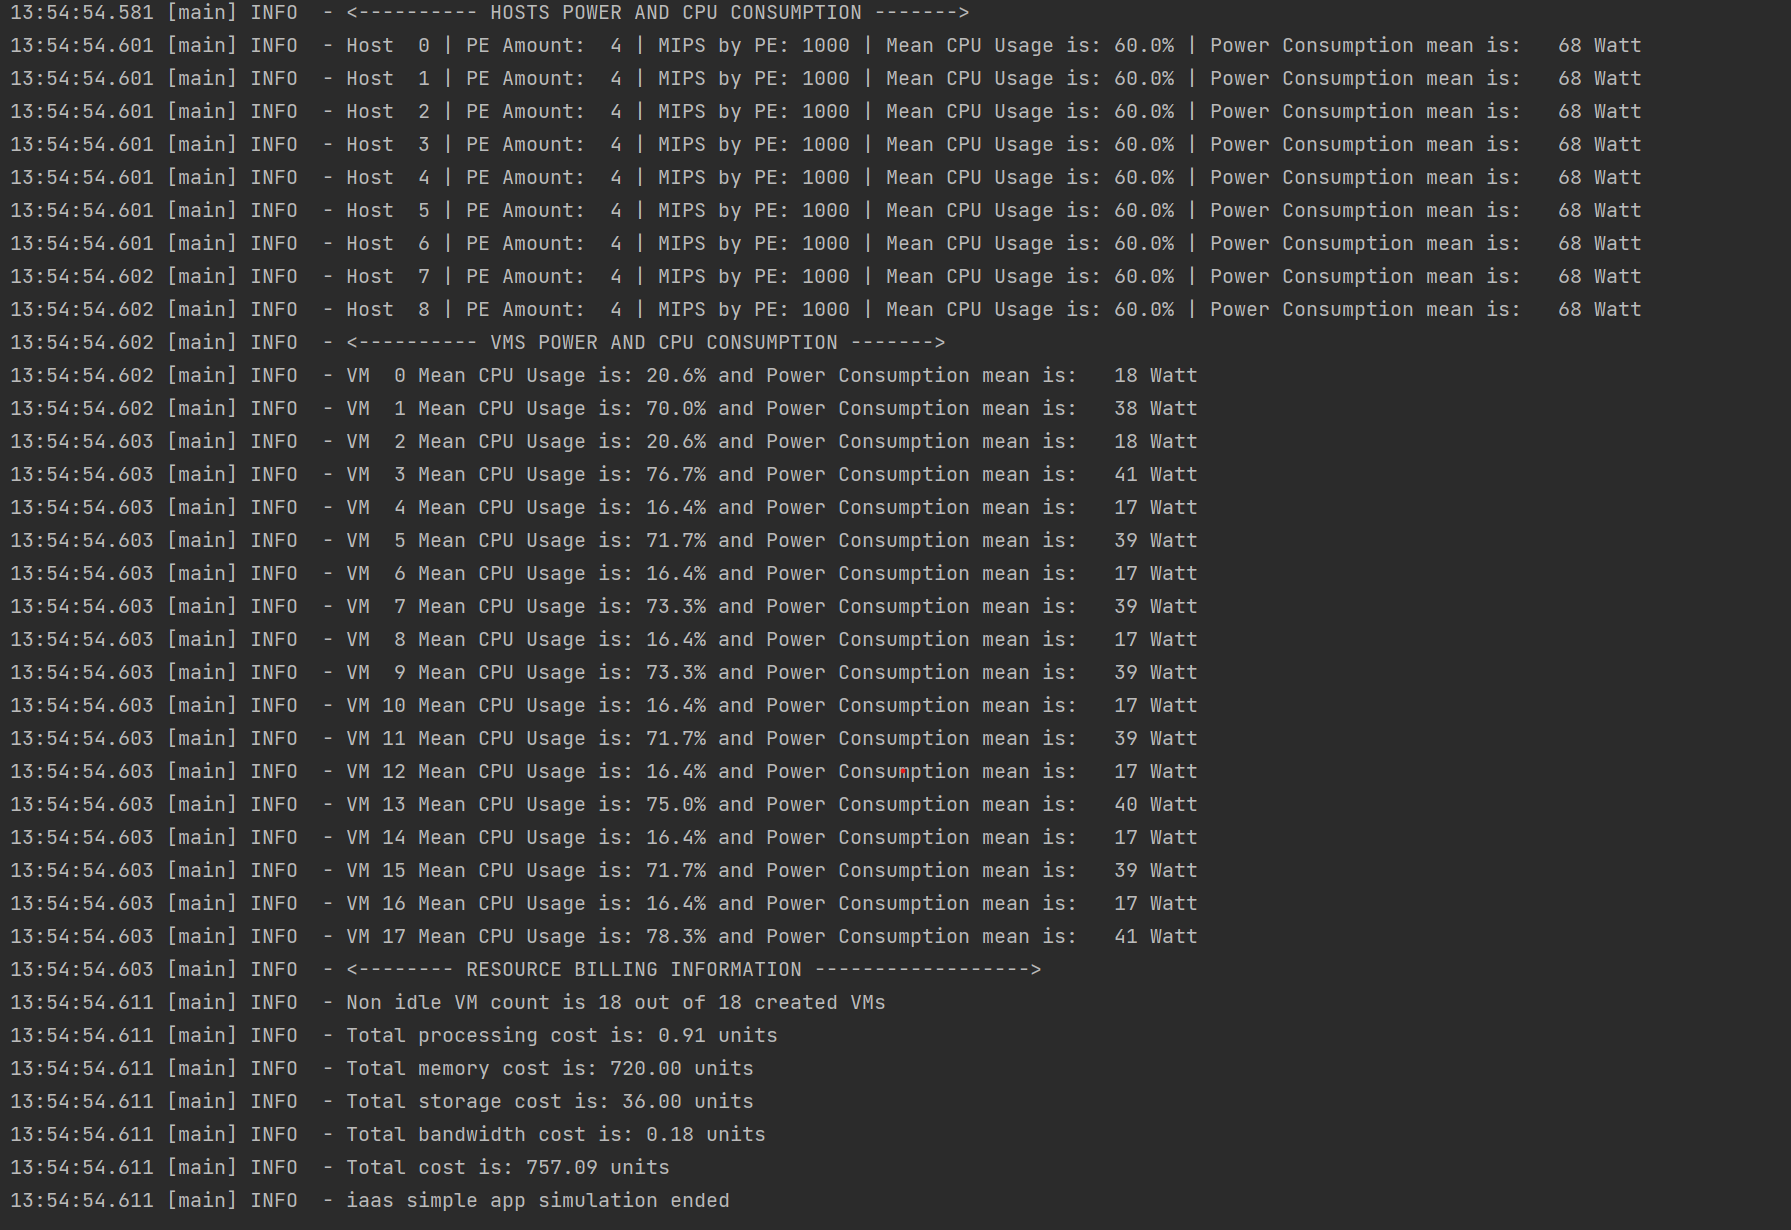 13:54:54.581 [main] INFO  - <---------- HOSTS POWER AND CPU CONSUMPTION ------->
13:54:54.601 [main] INFO  - Host  0 | PE Amount:  4 | MIPS by PE: 1000 | Mean CPU Usage is: 60.0% | Power Consumption mean is:   68 Watt
13:54:54.601 [main] INFO  - Host  1 | PE Amount:  4 | MIPS by PE: 1000 | Mean CPU Usage is: 60.0% | Power Consumption mean is:   68 Watt
13:54:54.601 [main] INFO  - Host  2 | PE Amount:  4 | MIPS by PE: 1000 | Mean CPU Usage is: 60.0% | Power Consumption mean is:   68 Watt
13:54:54.601 [main] INFO  - Host  3 | PE Amount:  4 | MIPS by PE: 1000 | Mean CPU Usage is: 60.0% | Power Consumption mean is:   68 Watt
13:54:54.601 [main] INFO  - Host  4 | PE Amount:  4 | MIPS by PE: 1000 | Mean CPU Usage is: 60.0% | Power Consumption mean is:   68 Watt
13:54:54.601 [main] INFO  - Host  5 | PE Amount:  4 | MIPS by PE: 1000 | Mean CPU Usage is: 60.0% | Power Consumption mean is:   68 Watt
13:54:54.601 [main] INFO  - Host  6 | PE Amount:  4 | MIPS by PE: 1000 | Mean CPU Usage is: 60.0% | Power Consumption mean is:   68 Watt
13:54:54.602 [main] INFO  - Host  7 | PE Amount:  4 | MIPS by PE: 1000 | Mean CPU Usage is: 60.0% | Power Consumption mean is:   68 Watt
13:54:54.602 [main] INFO  - Host  8 | PE Amount:  4 | MIPS by PE: 1000 | Mean CPU Usage is: 60.0% | Power Consumption mean is:   68 Watt
13:54:54.602 [main] INFO  - <---------- VMS POWER AND CPU CONSUMPTION ------->
13:54:54.602 [main] INFO  - VM  0 Mean CPU Usage is: 20.6% and Power Consumption mean is:   18 Watt
13:54:54.602 [main] INFO  - VM  1 Mean CPU Usage is: 70.0% and Power Consumption mean is:   38 Watt
13:54:54.603 [main] INFO  - VM  2 Mean CPU Usage is: 20.6% and Power Consumption mean is:   18 Watt
13:54:54.603 [main] INFO  - VM  3 Mean CPU Usage is: 76.7% and Power Consumption mean is:   41 Watt
13:54:54.603 [main] INFO  - VM  4 Mean CPU Usage is: 16.4% and Power Consumption mean is:   17 Watt
13:54:54.603 [main] INFO  - VM  5 Mean CPU Usage is: 71.7% and Power Consumption mean is:   39 Watt
13:54:54.603 [main] INFO  - VM  6 Mean CPU Usage is: 16.4% and Power Consumption mean is:   17 Watt
13:54:54.603 [main] INFO  - VM  7 Mean CPU Usage is: 73.3% and Power Consumption mean is:   39 Watt
13:54:54.603 [main] INFO  - VM  8 Mean CPU Usage is: 16.4% and Power Consumption mean is:   17 Watt
13:54:54.603 [main] INFO  - VM  9 Mean CPU Usage is: 73.3% and Power Consumption mean is:   39 Watt
13:54:54.603 [main] INFO  - VM 10 Mean CPU Usage is: 16.4% and Power Consumption mean is:   17 Watt
13:54:54.603 [main] INFO  - VM 11 Mean CPU Usage is: 71.7% and Power Consumption mean is:   39 Watt
13:54:54.603 [main] INFO  - VM 12 Mean CPU Usage is: 16.4% and Power Consumption mean is:   17 Watt
13:54:54.603 [main] INFO  - VM 13 Mean CPU Usage is: 75.0% and Power Consumption mean is:   40 Watt
13:54:54.603 [main] INFO  - VM 14 Mean CPU Usage is: 16.4% and Power Consumption mean is:   17 Watt
13:54:54.603 [main] INFO  - VM 15 Mean CPU Usage is: 71.7% and Power Consumption mean is:   39 Watt
13:54:54.603 [main] INFO  - VM 16 Mean CPU Usage is: 16.4% and Power Consumption mean is:   17 Watt
13:54:54.603 [main] INFO  - VM 17 Mean CPU Usage is: 78.3% and Power Consumption mean is:   41 Watt
13:54:54.603 [main] INFO  - <-------- RESOURCE BILLING INFORMATION ------------------>
13:54:54.611 [main] INFO  - Non idle VM count is 18 out of 18 created VMs
13:54:54.611 [main] INFO  - Total processing cost is: 0.91 units
13:54:54.611 [main] INFO  - Total memory cost is: 720.00 units
13:54:54.611 [main] INFO  - Total storage cost is: 36.00 units
13:54:54.611 [main] INFO  - Total bandwidth cost is: 0.18 units
13:54:54.611 [main] INFO  - Total cost is: 757.09 units
13:54:54.611 [main] INFO  - iaas simple app simulation ended